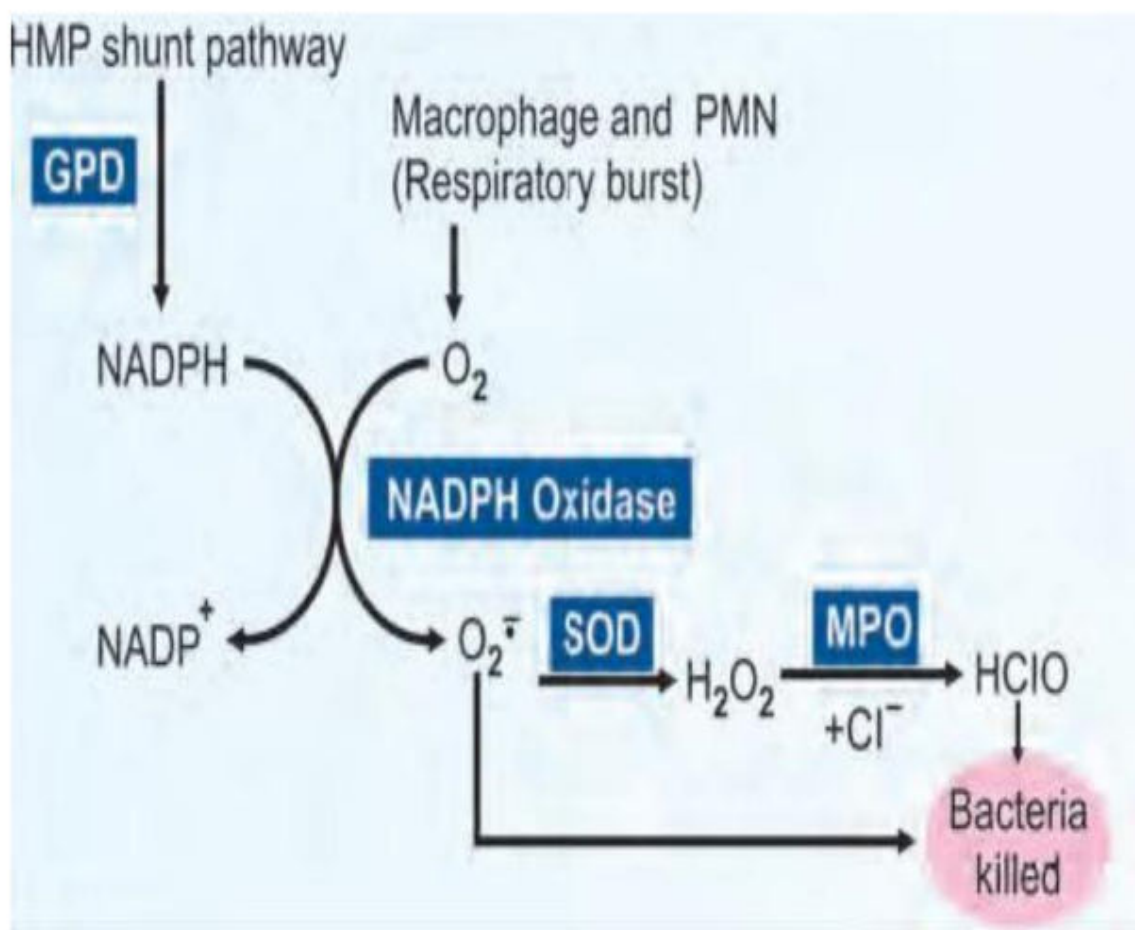 HMP shunt pathway
GPD
Macrophage and PMN
(Respiratory burst)
NADPH
O₂
NADPH Oxidase
NADP⁺
O₂⁻̇
SOD
H₂O₂
MPO
+Cl⁻
HClO
Bacteria
killed